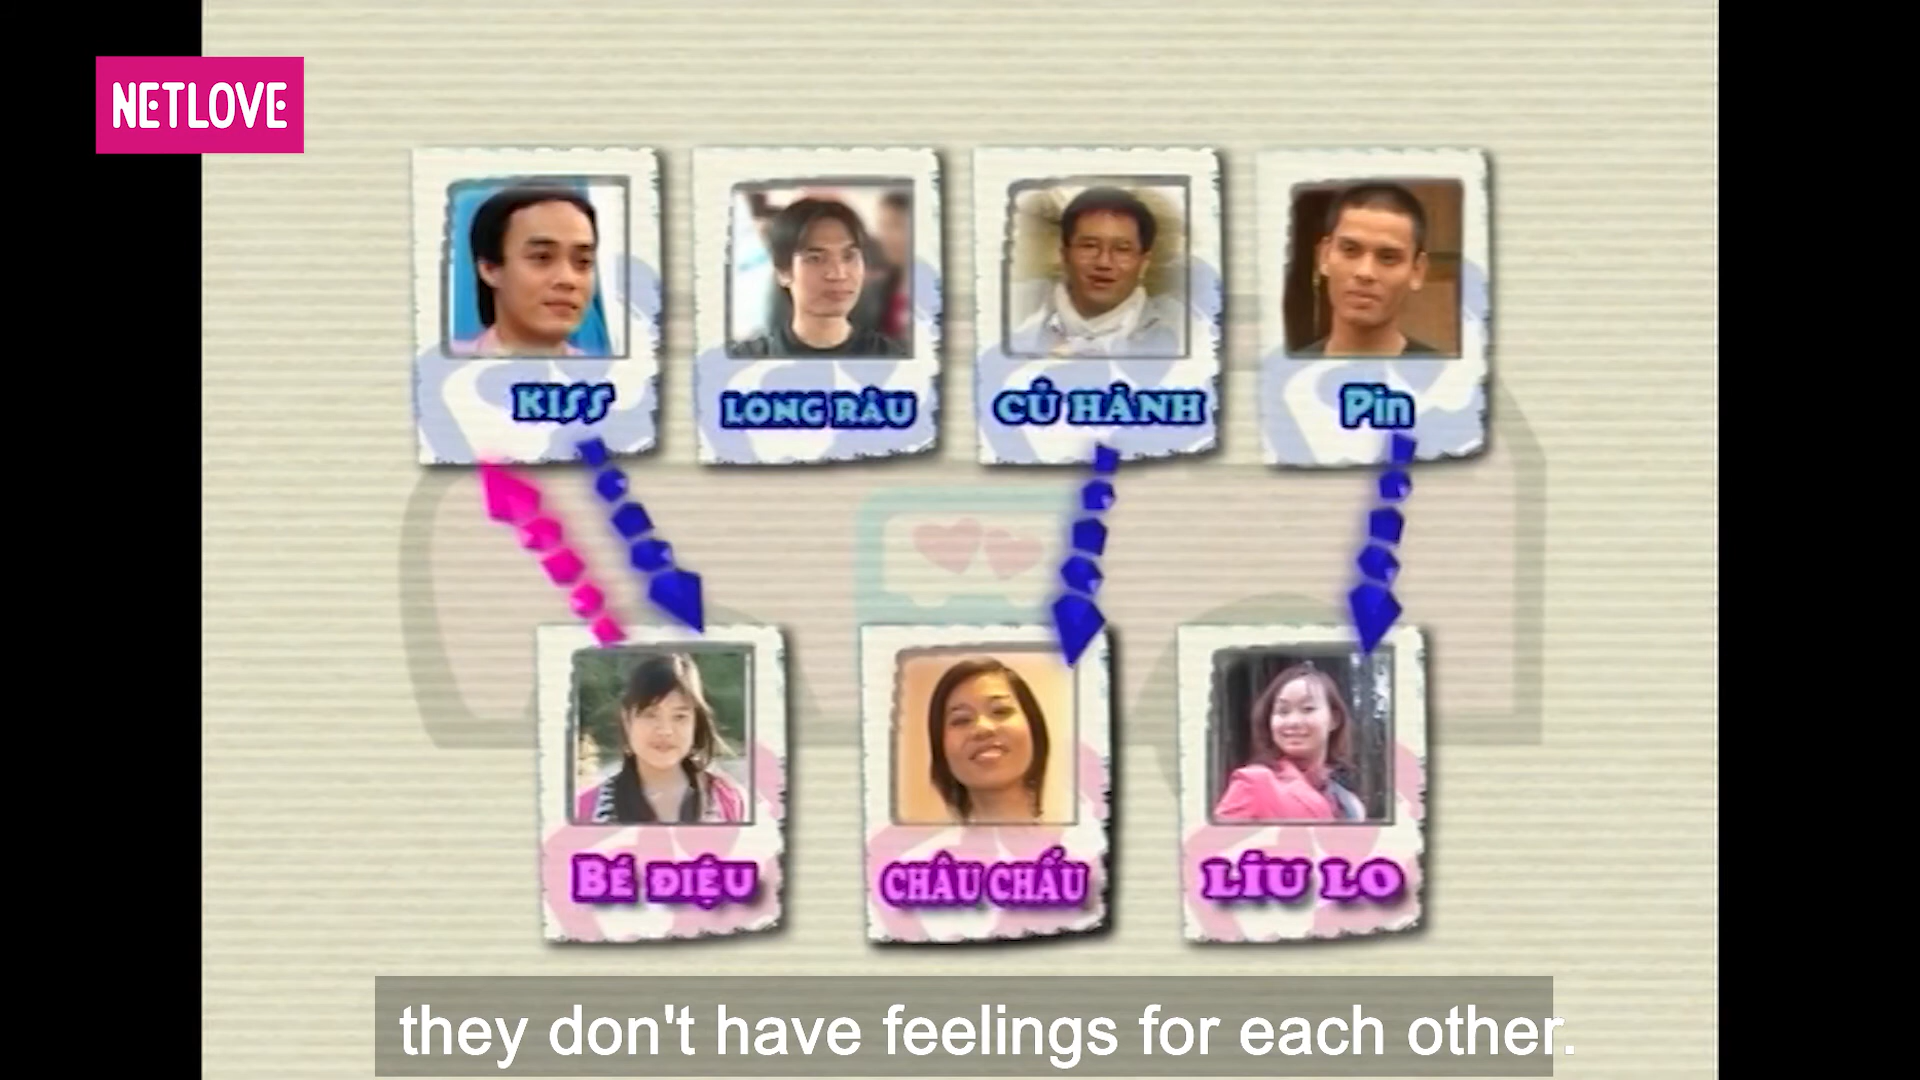 NETLOVE
KISS
LONG RÂU
CỦ HÀNH
Pin
BÉ ĐIỆU
CHÂU CHẤU
LÍU LO
they don't have feelings for each other.